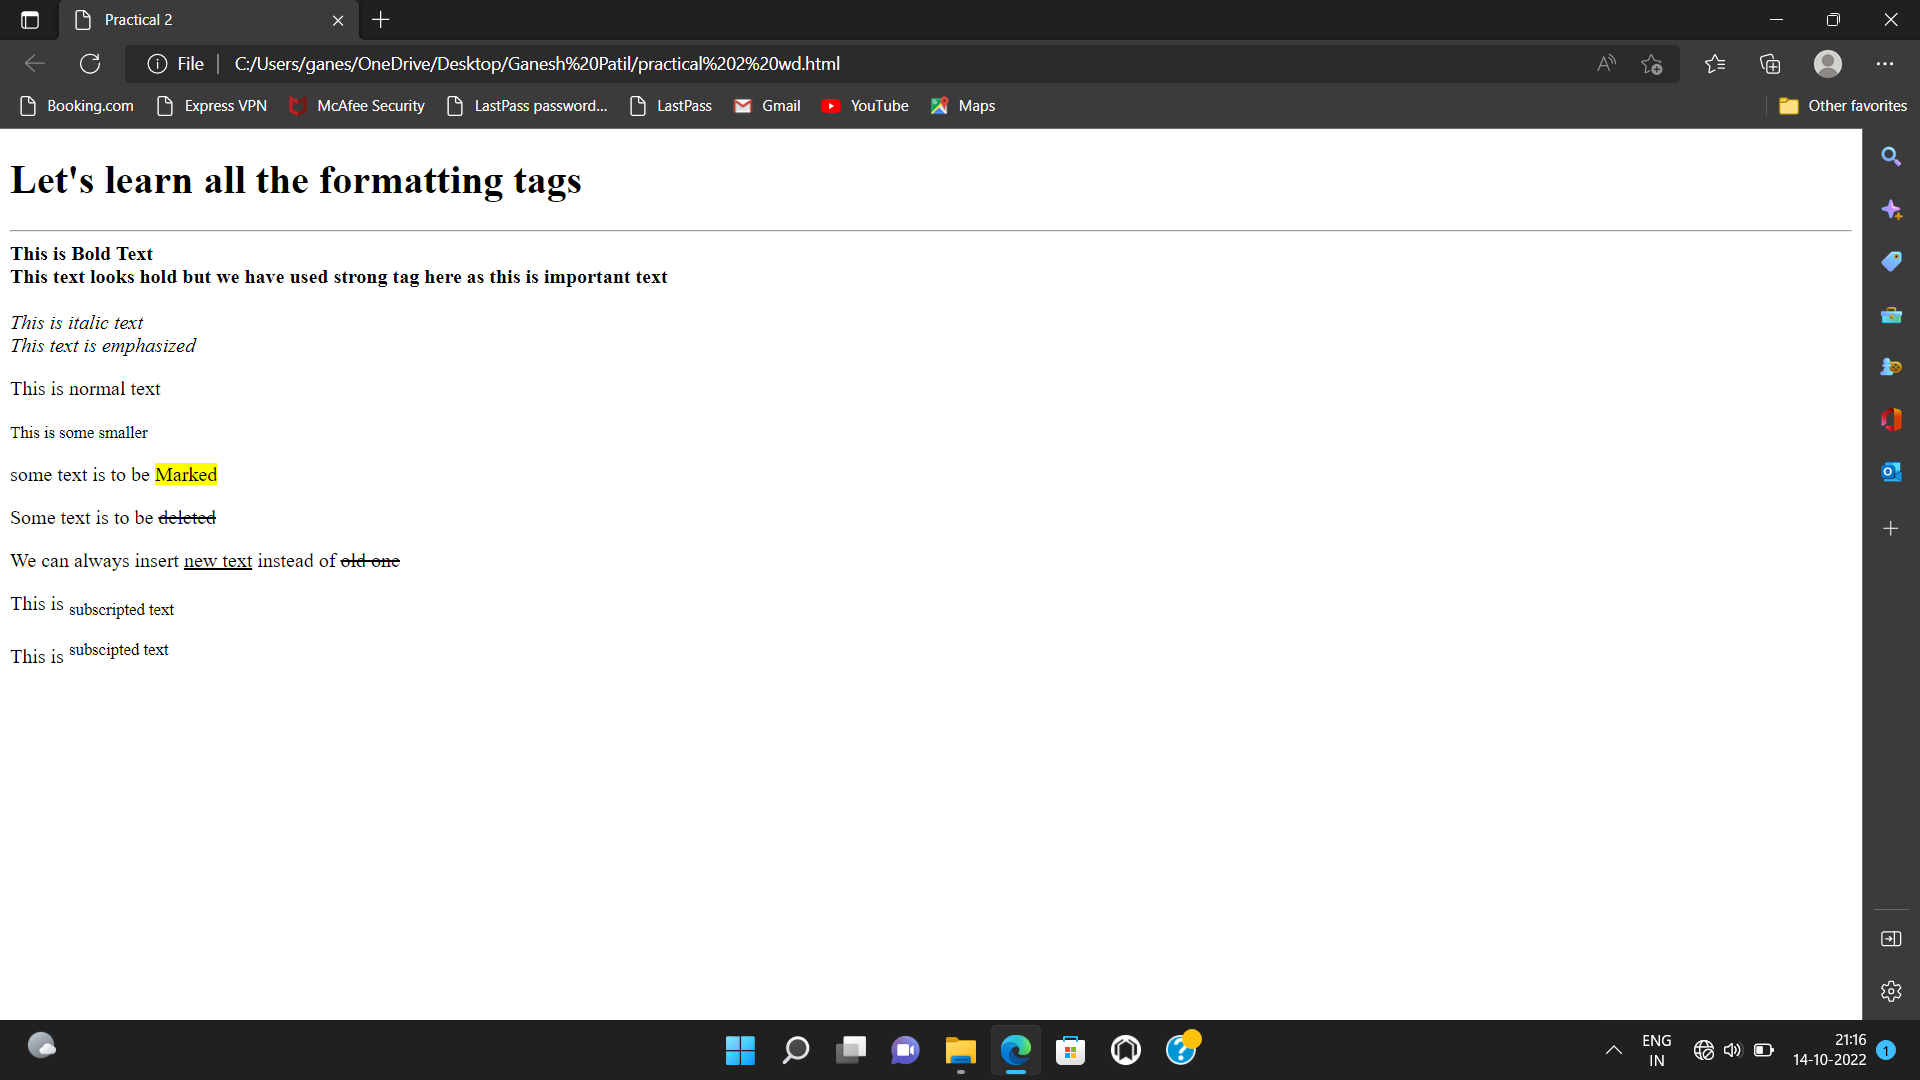 Practical 2
File C:/Users/ganes/OneDrive/Desktop/Ganesh%20Patil/practical%202%20wd.html
Booking.com Express VPN McAfee Security LastPass password... LastPass Gmail YouTube Maps Other favorites
Let's learn all the formatting tags
This is Bold Text
This text looks hold but we have used strong tag here as this is important text
This is italic text
This text is emphasized
This is normal text
This is some smaller
some text is to be Marked
Some text is to be deleted
We can always insert new text instead of old one
This is subscripted text
This is subscipted text
ENG 21:16
IN 14-10-2022 1